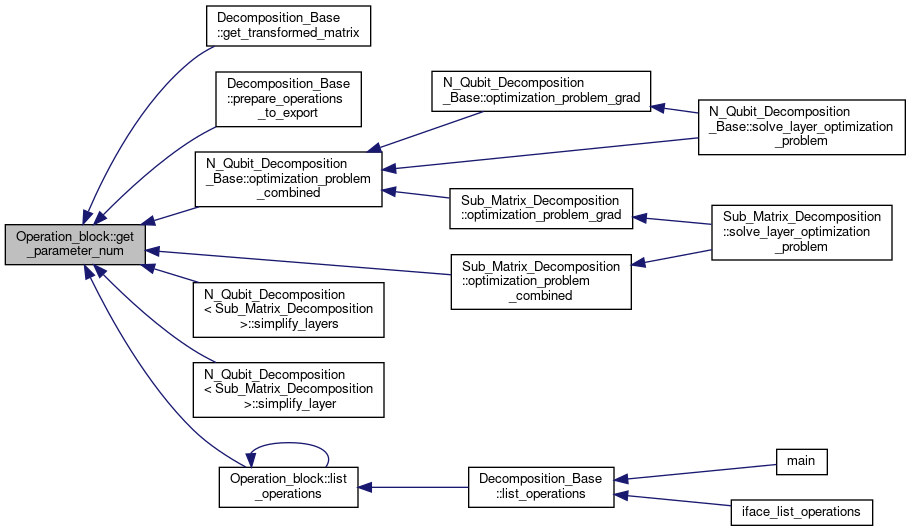 Decomposition_Base
::get_transformed_matrix
Decomposition_Base
::prepare_operations
_to_export
N_Qubit_Decomposition
_Base::optimization_problem_grad
N_Qubit_Decomposition
_Base::solve_layer_optimization
_problem
N_Qubit_Decomposition
_Base::optimization_problem
_combined
Sub_Matrix_Decomposition
::optimization_problem_grad
Sub_Matrix_Decomposition
::solve_layer_optimization
_problem
Operation_block::get
_parameter_num
Sub_Matrix_Decomposition
::optimization_problem
_combined
N_Qubit_Decomposition
< Sub_Matrix_Decomposition
>::simplify_layers
N_Qubit_Decomposition
< Sub_Matrix_Decomposition
>::simplify_layer
Operation_block::list
_operations
Decomposition_Base
::list_operations
main
iface_list_operations